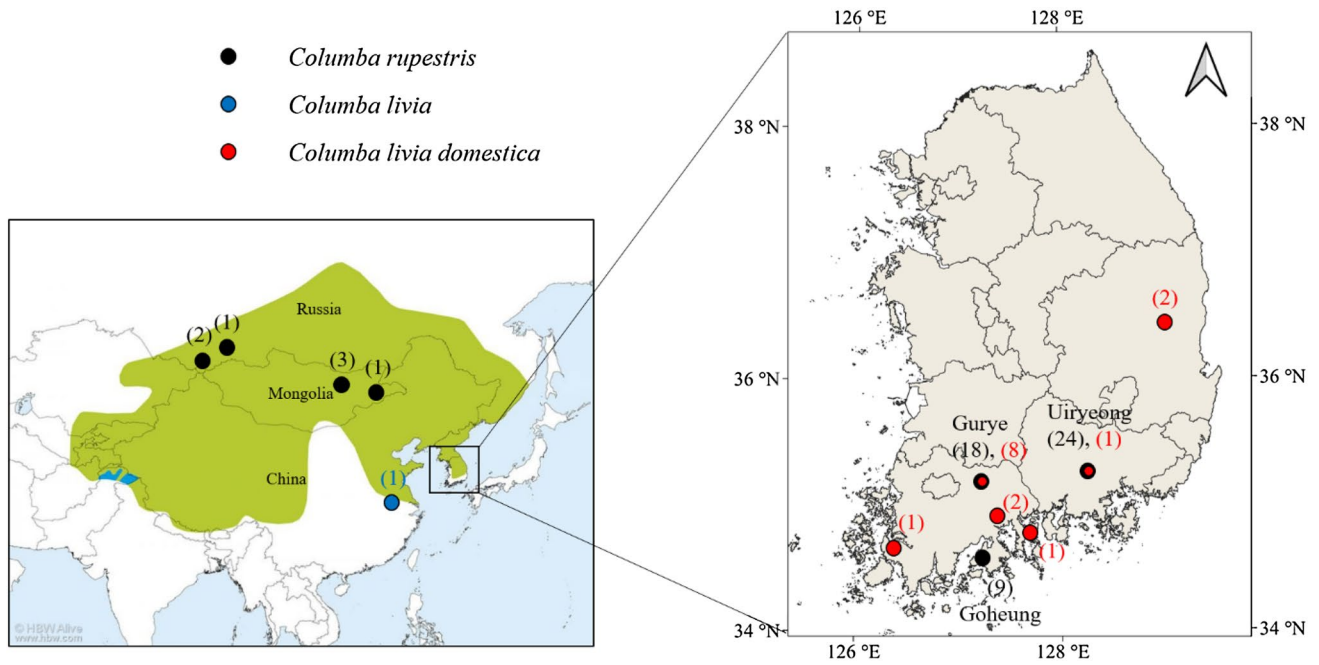 Columba rupestris
Columba livia
Columba livia domestica
Russia
(2)
(1)
(3)
(1)
Mongolia
China
(1)
© HBW Alive
www.hbw.com
126 °E
128 °E
38 °N
38 °N
(2)
36 °N
36 °N
Gurye
(18), (8)
Uiryeong
(24), (1)
(2)
(1)
(1)
(9)
Goheung
34 °N
34 °N
126 °E
128 °E